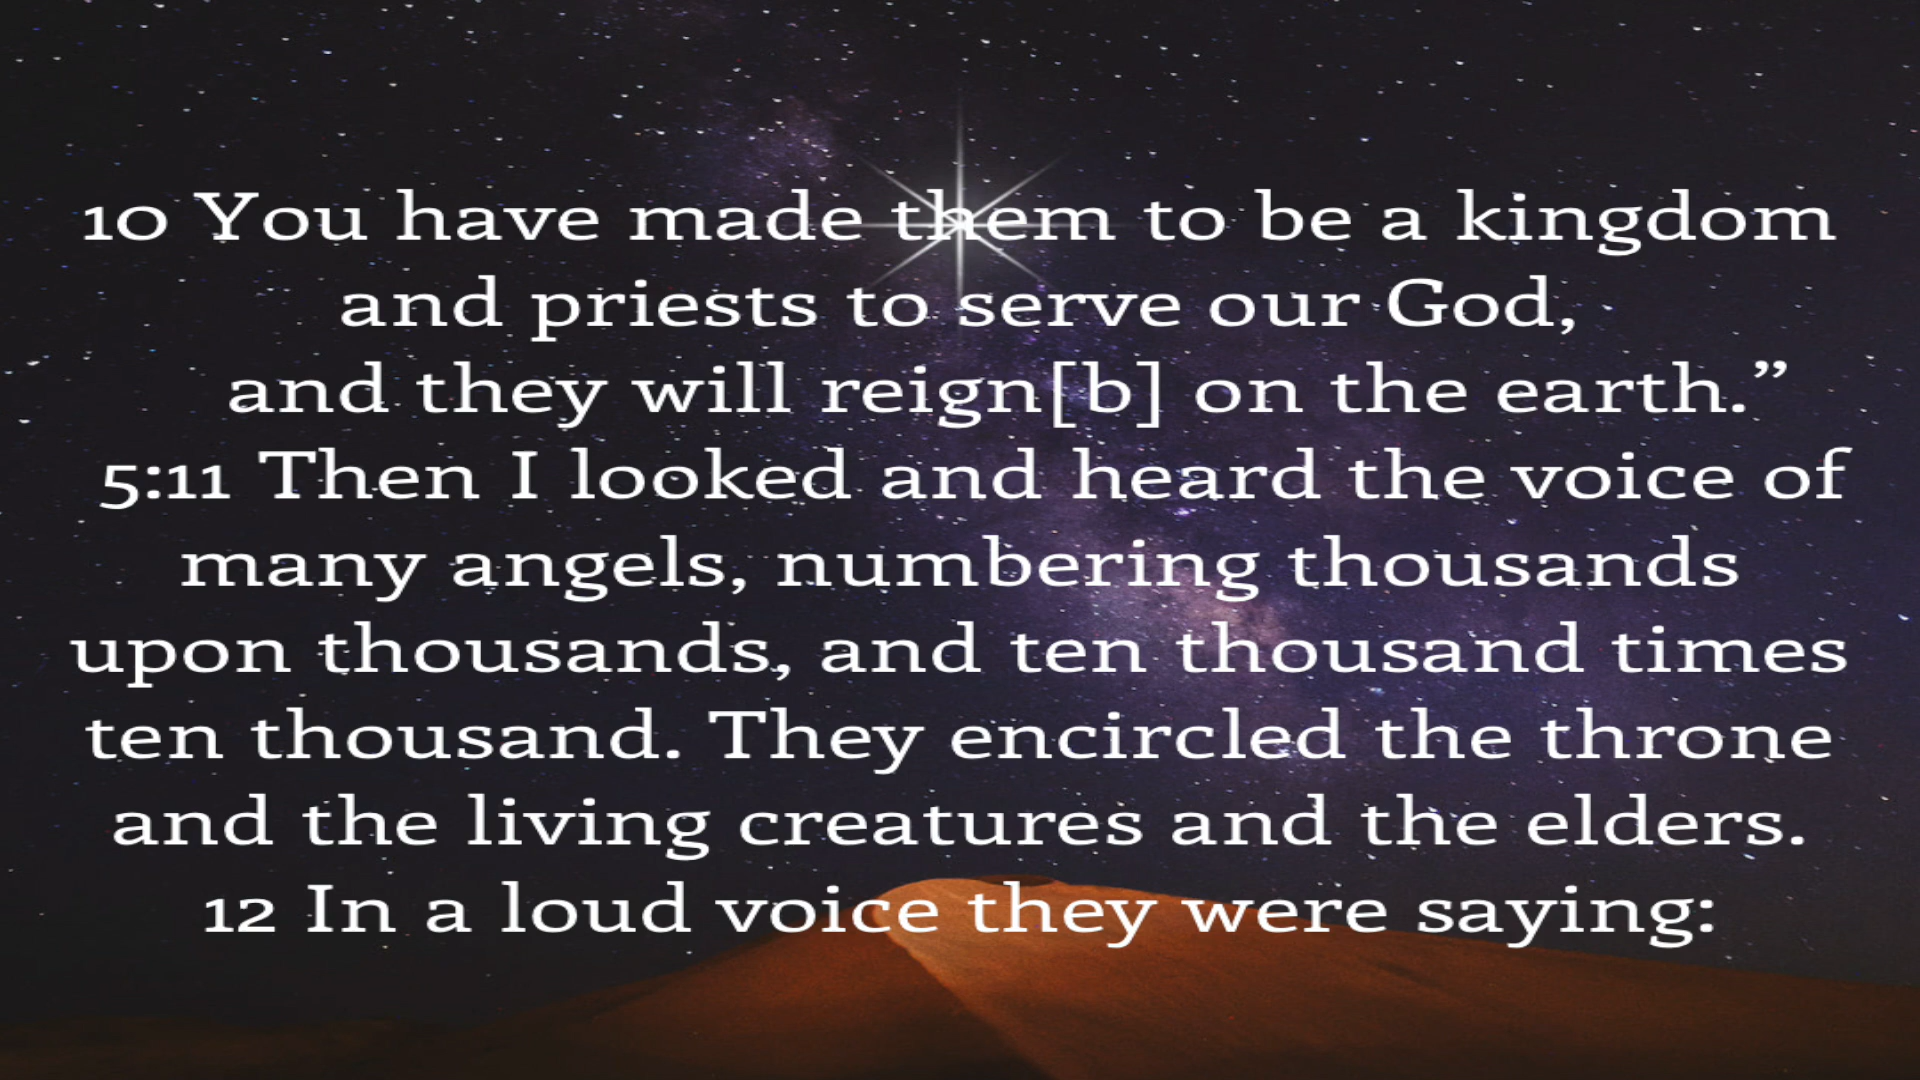 10 You have made them to be a kingdom
and priests to serve our God,
and they will reign[b] on the earth.”
5:11 Then I looked and heard the voice of
many angels, numbering thousands
upon thousands, and ten thousand times
ten thousand. They encircled the throne
and the living creatures and the elders.
12 In a loud voice they were saying: